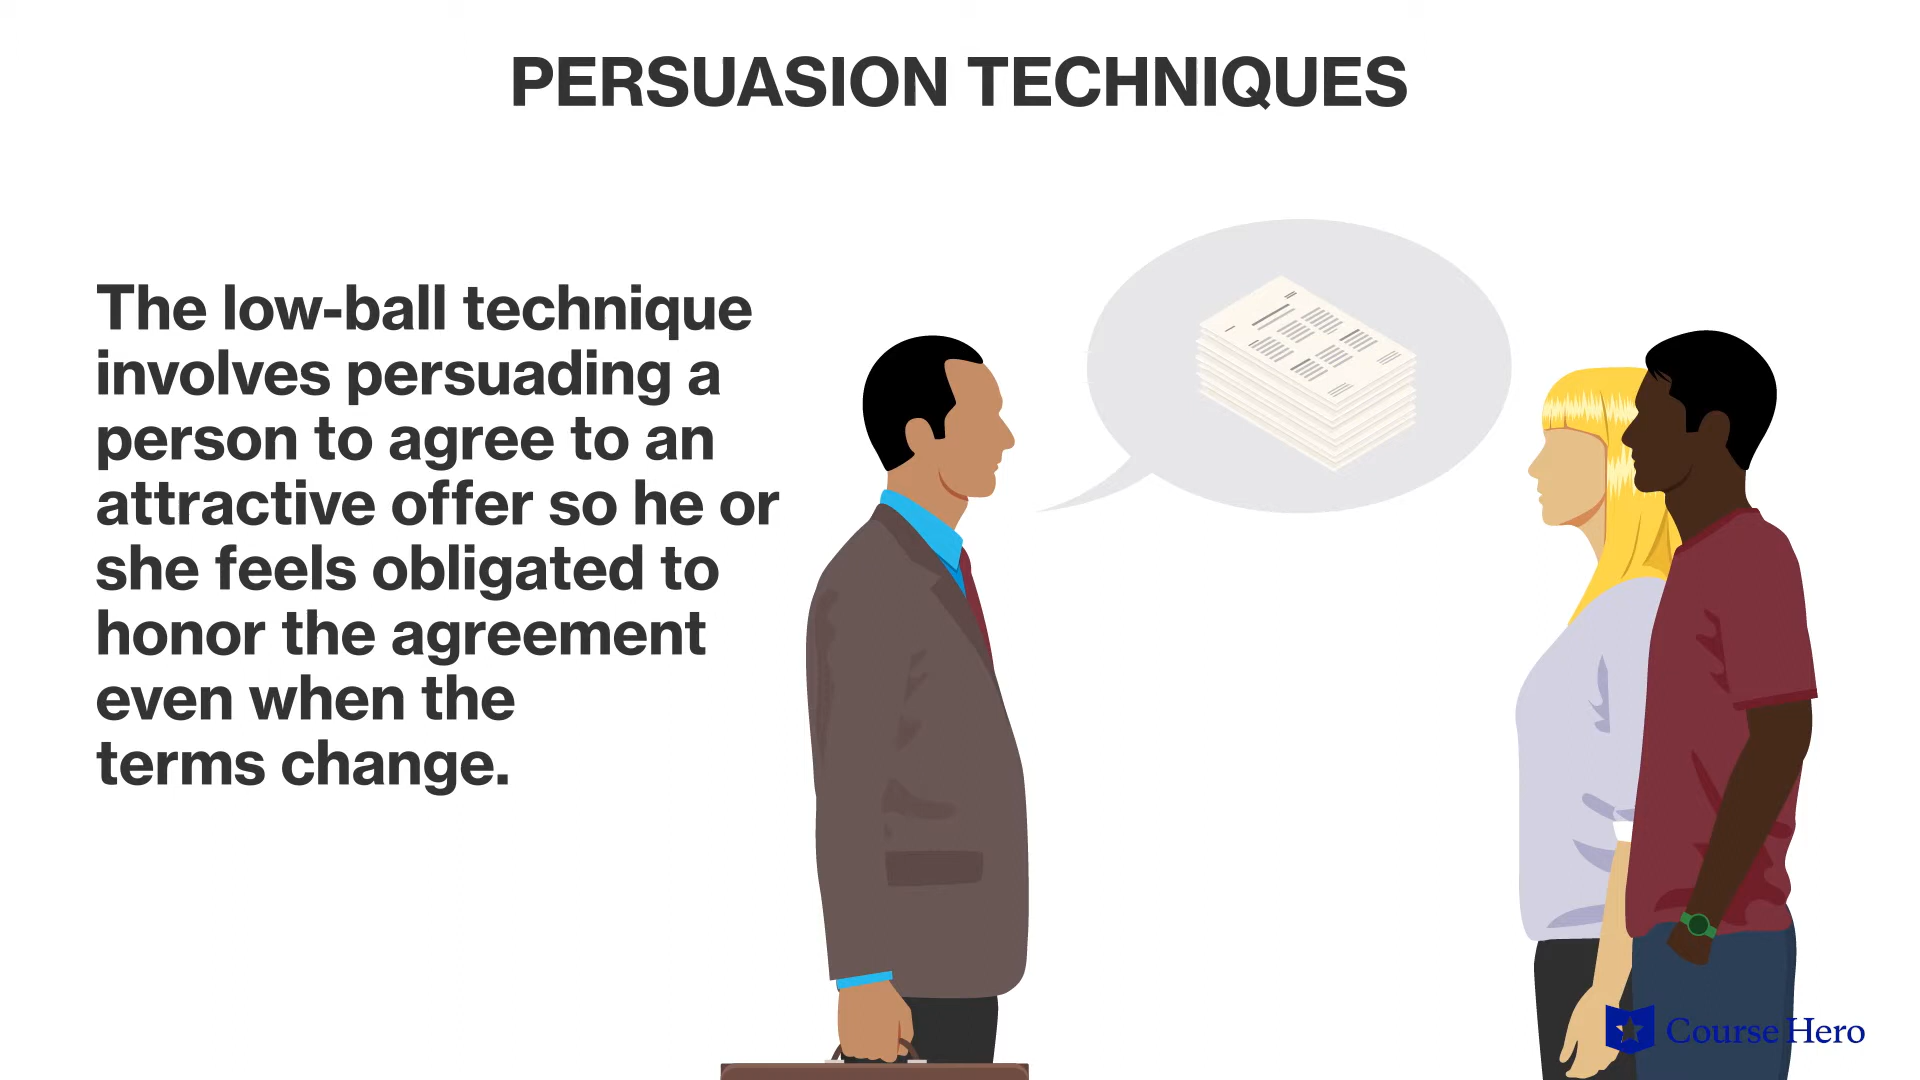 PERSUASION TECHNIQUES
The low-ball technique
involves persuading a
person to agree to an
attractive offer so he or
she feels obligated to
honor the agreement
even when the
terms change.
Course Hero